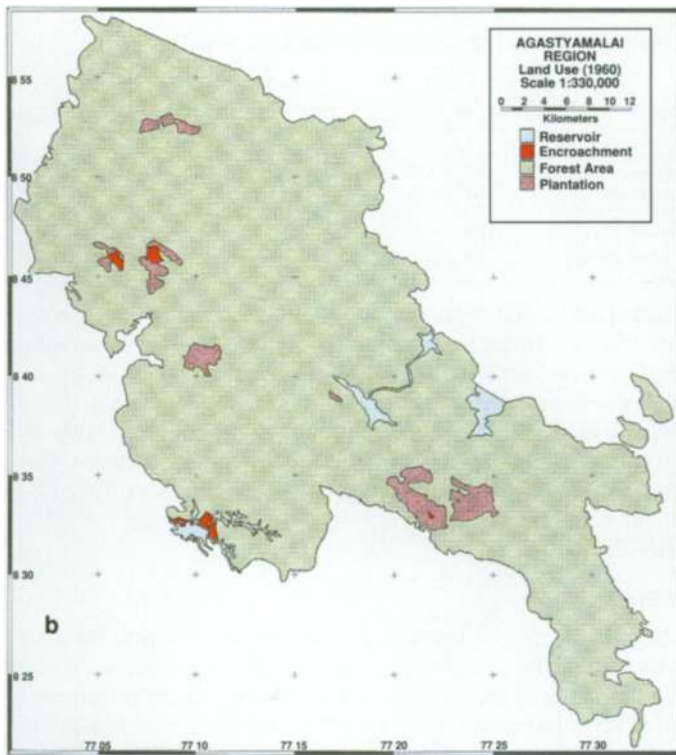 AGASTYAMALAI
REGION
Land Use (1960)
Scale 1:330,000
0 2 4 6 8 10 12
Kilometers
Reservoir
Encroachment
Forest Area
Plantation
8 55
8 50
8 45
8 40
8 35
8 30
8 25
b
77 05 77 10 77 15 77 20 77 25 77 30